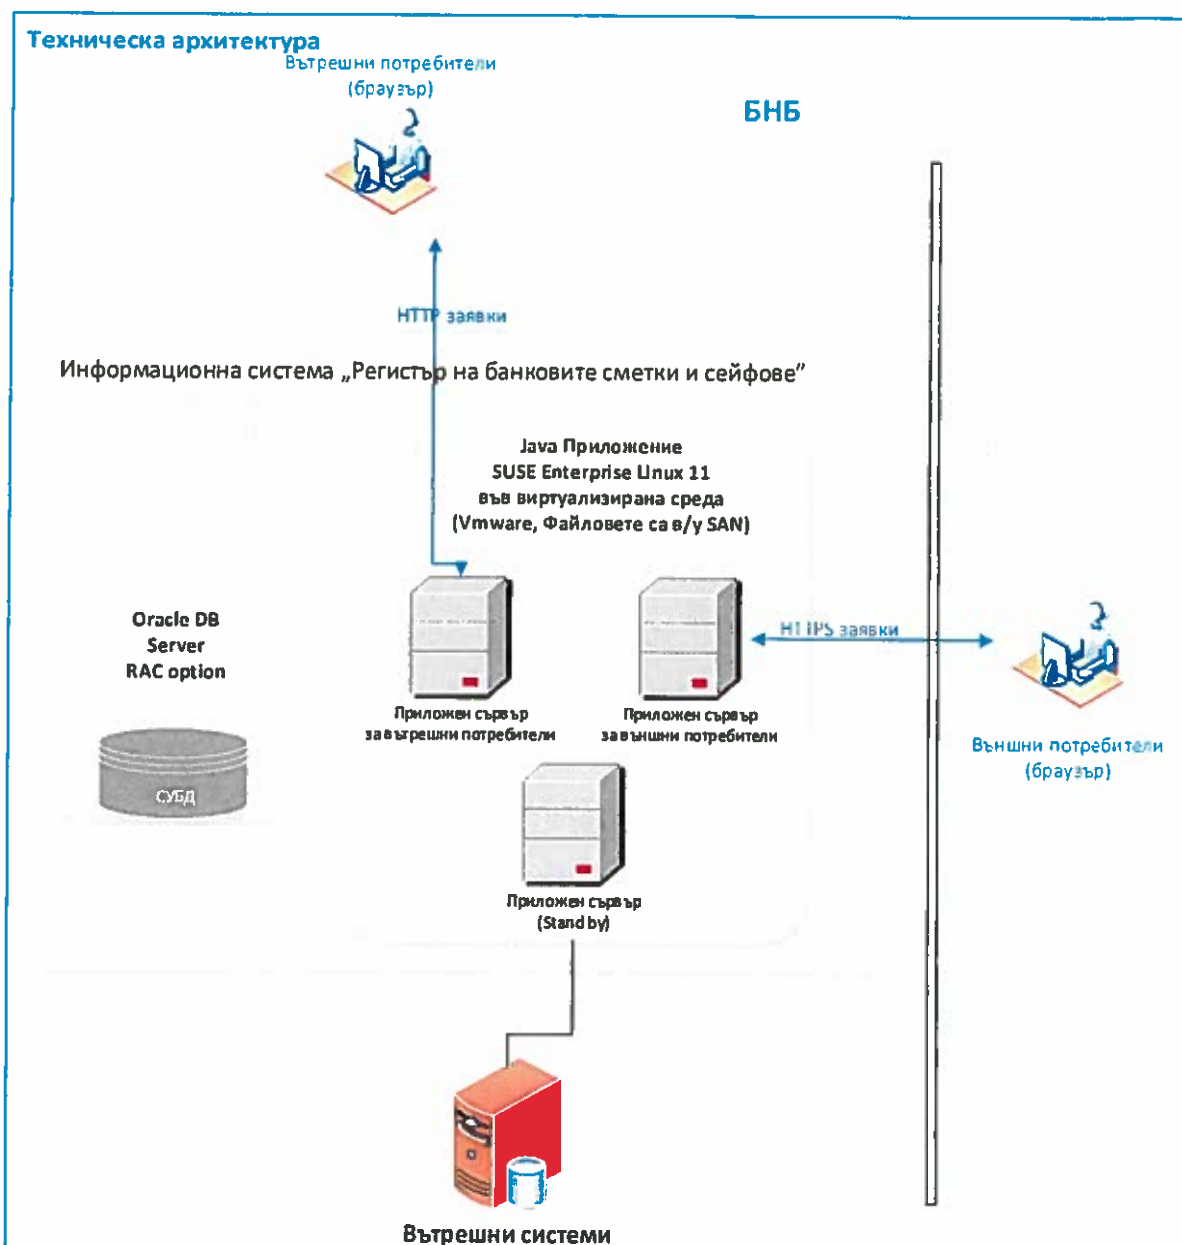 Техническа архитектура
Вътрешни потребители
(браузър)
БНБ
HTTP заявки
Информационна система „Регистър на банковите сметки и сейфове”
Java Приложение
SUSE Enterprise Linux 11
във виртуализирана среда
(Vmware, Файловете са в/у SAN)
Oracle DB
Server
RAC option
HTTPS заявки
Приложен сървър
за вътрешни потребители
Приложен сървър
за външни потребители
Външни потребители
(браузър)
СУБД
Приложен сървър
(Stand by)
Вътрешни системи